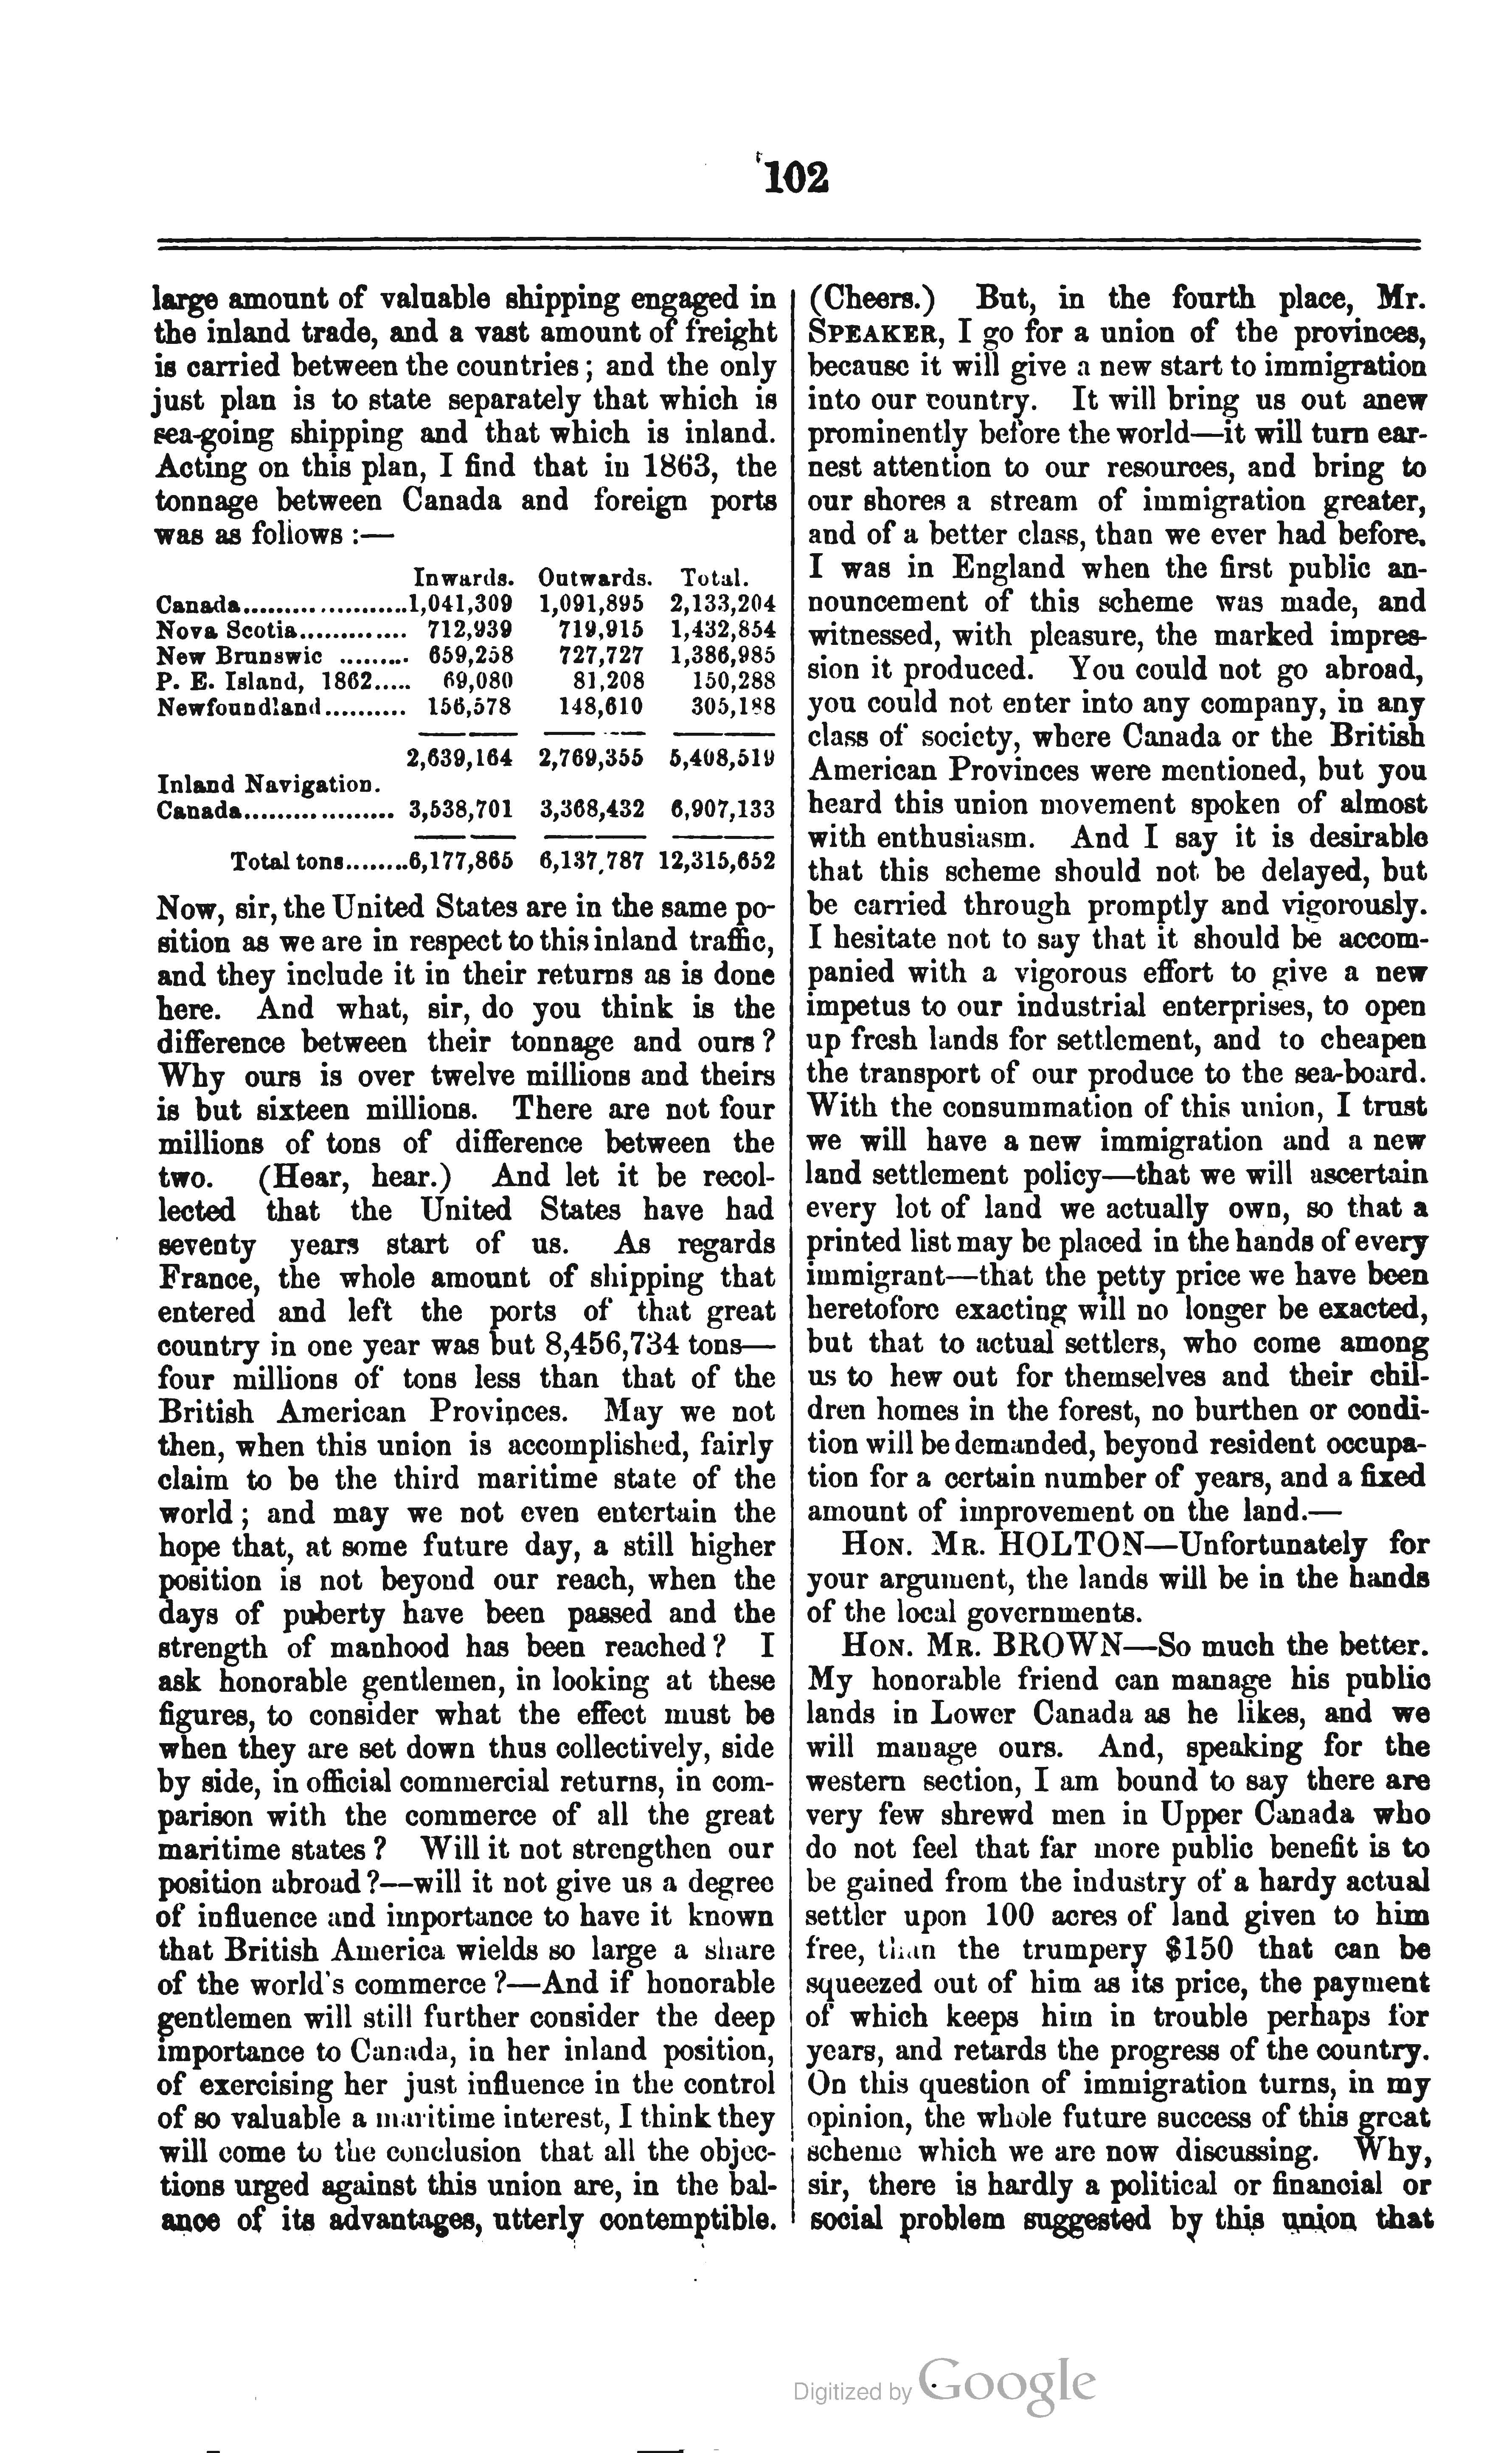 102
large amount of valuable shipping engaged in
the inland trade, and a vast amount of freight
is carried between the countries; and the only
just plan is to state separately that which is
sea-going shipping and that which is inland.
Acting on this plan, I find that in 1863, the
tonnage between Canada and foreign ports
was as follows :—
Inwards. Outwards. Total.
Canada....................1,041,309 1,091,895 2,133,204
Nova Scotia............. 712,939 719,915 1,432,854
New Brunswic ......... 659,258 727,727 1,386,985
P. E. Island, 1862..... 69,080 81,208 150,288
Newfoundland.......... 156,578 148,610 305,188
2,639,164 2,769,355 5,408,519
Inland Navigation.
Canada.................. 3,538,701 3,368,432 6,907,133
Total tons........6,177,865 6,137,787 12,315,652
Now, sir, the United States are in the same po-
sition as we are in respect to this inland traffic,
and they include it in their returns as is done
here. And what, sir, do you think is the
difference between their tonnage and ours?
Why ours is over twelve millions and theirs
is but sixteen millions. There are not four
millions of tons of difference between the
two. (Hear, hear.) And let it be recol-
lected that the United States have had
seventy years start of us. As regards
France, the whole amount of shipping that
entered and left the ports of that great
country in one year was but 8,456,734 tons—
four millions of tons less than that of the
British American Provinces. May we not
then, when this union is accomplished, fairly
claim to be the third maritime state of the
world; and may we not even entertain the
hope that, at some future day, a still higher
position is not beyond our reach, when the
days of puberty have been passed and the
strength of manhood has been reached? I
ask honorable gentlemen, in looking at these
figures, to consider what the effect must be
when they are set down thus collectively, side
by side, in official commercial returns, in com-
parison with the commerce of all the great
maritime states? Will it not strengthen our
position abroad?—will it not give us a degree
of influence and importance to have it known
that British America wields so large a share
of the world's commerce?—And if honorable
gentlemen will still further consider the deep
importance to Canada, in her inland position,
of exercising her just influence in the control
of so valuable a maritime interest, I think they
will come to the conclusion that all the objec-
tions urged against this union are, in the bal-
ance of its advantages, utterly contemptible.
(Cheers.) But, in the fourth place, Mr.
SPEAKER, I go for a union of the provinces,
because it will give a new start to immigration
into our country. It will bring us out anew
prominently before the world—it will turn ear-
nest attention to our resources, and bring to
our shores a stream of immigration greater,
and of a better class, than we ever had before.
I was in England when the first public an-
nouncement of this scheme was made, and
witnessed, with pleasure, the marked impres-
sion it produced. You could not go abroad,
you could not enter into any company, in any
class of society, where Canada or the British
American Provinces were mentioned, but you
heard this union movement spoken of almost
with enthusiasm. And I say it is desirable
that this scheme should not be delayed, but
be carried through promptly and vigorously.
I hesitate not to say that it should be accom-
panied with a vigorous effort to give a new
impetus to our industrial enterprises, to open
up fresh lands for settlement, and to cheapen
the transport of our produce to the sea-board.
With the consummation of this union, I trust
we will have a new immigration and a new
land settlement policy—that we will ascertain
every lot of land we actually own, so that a
printed list may be placed in the hands of every
immigrant—that the petty price we have been
heretofore exacting will no longer be exacted,
but that to actual settlers, who come among
us to hew out for themselves and their chil-
dren homes in the forest, no burthen or condi-
tion will be demanded, beyond resident occupa-
tion for a certain number of years, and a fixed
amount of improvement on the land.—
HON. MR. HOLTON—Unfortunately for
your argument, the lands will be in the hands
of the local governments.
HON. MR. BROWN—So much the better.
My honorable friend can manage his public
lands in Lower Canada as he likes, and we
will manage ours. And, speaking for the
western section, I am bound to say there are
very few shrewd men in Upper Canada who
do not feel that far more public benefit is to
be gained from the industry of a hardy actual
settler upon 100 acres of land given to him
free, than the trumpery $150 that can be
squeezed out of him as its price, the payment
of which keeps him in trouble perhaps for
years, and retards the progress of the country.
On this question of immigration turns, in my
opinion, the whole future success of this great
scheme which we are now discussing. Why,
sir, there is hardly a political or financial or
social problem suggested by this union that
Digitized by Google